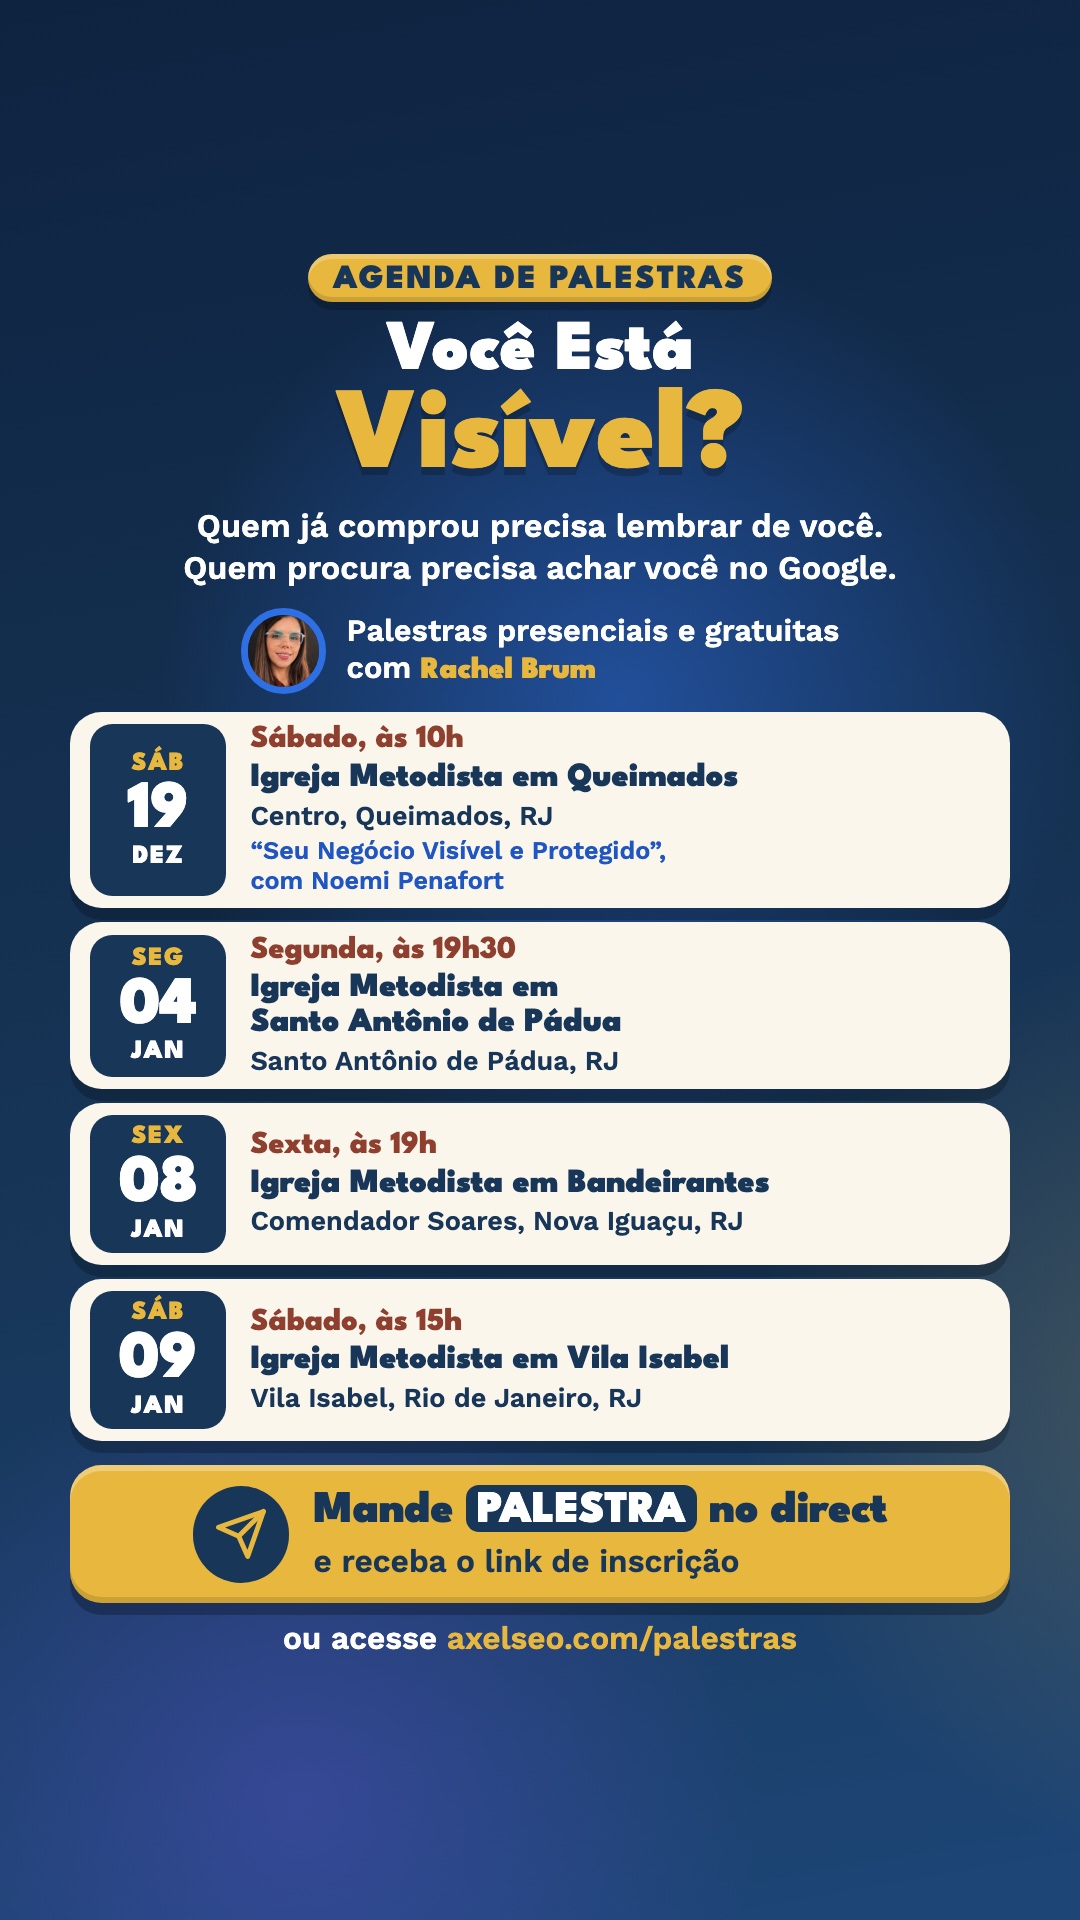 AGENDA DE PALESTRAS
Você Está
Visível?
Quem já comprou precisa lembrar de você.
Quem procura precisa achar você no Google.
Palestras presenciais e gratuitas
com Rachel Brum
SÁB
19
DEZ
Sábado, às 10h
Igreja Metodista em Queimados
Centro, Queimados, RJ
“Seu Negócio Visível e Protegido”,
com Noemi Penafort
SEG
04
JAN
Segunda, às 19h30
Igreja Metodista em
Santo Antônio de Pádua
Santo Antônio de Pádua, RJ
SEX
08
JAN
Sexta, às 19h
Igreja Metodista em Bandeirantes
Comendador Soares, Nova Iguaçu, RJ
SÁB
09
JAN
Sábado, às 15h
Igreja Metodista em Vila Isabel
Vila Isabel, Rio de Janeiro, RJ
Mande PALESTRA no direct
e receba o link de inscrição
ou acesse axelseo.com/palestras